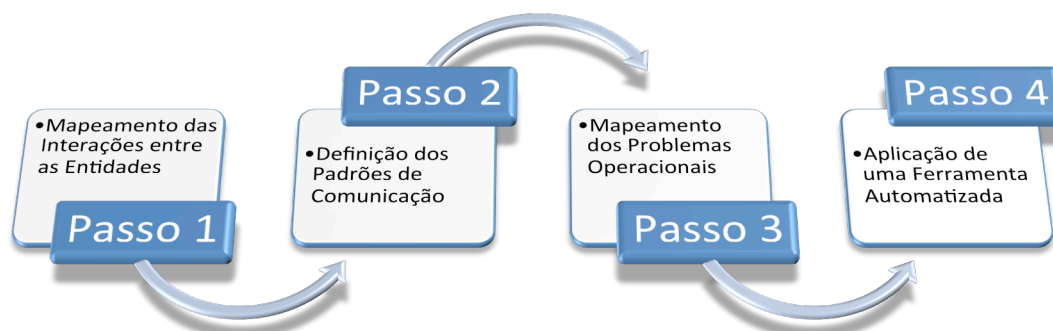 •Mapeamento das
Interações entre
as Entidades
Passo 1
Passo 2
•Definição dos
Padrões de
Comunicação
•Mapeamento
dos Problemas
Operacionais
Passo 3
Passo 4
•Aplicação de
uma Ferramenta
Automatizada